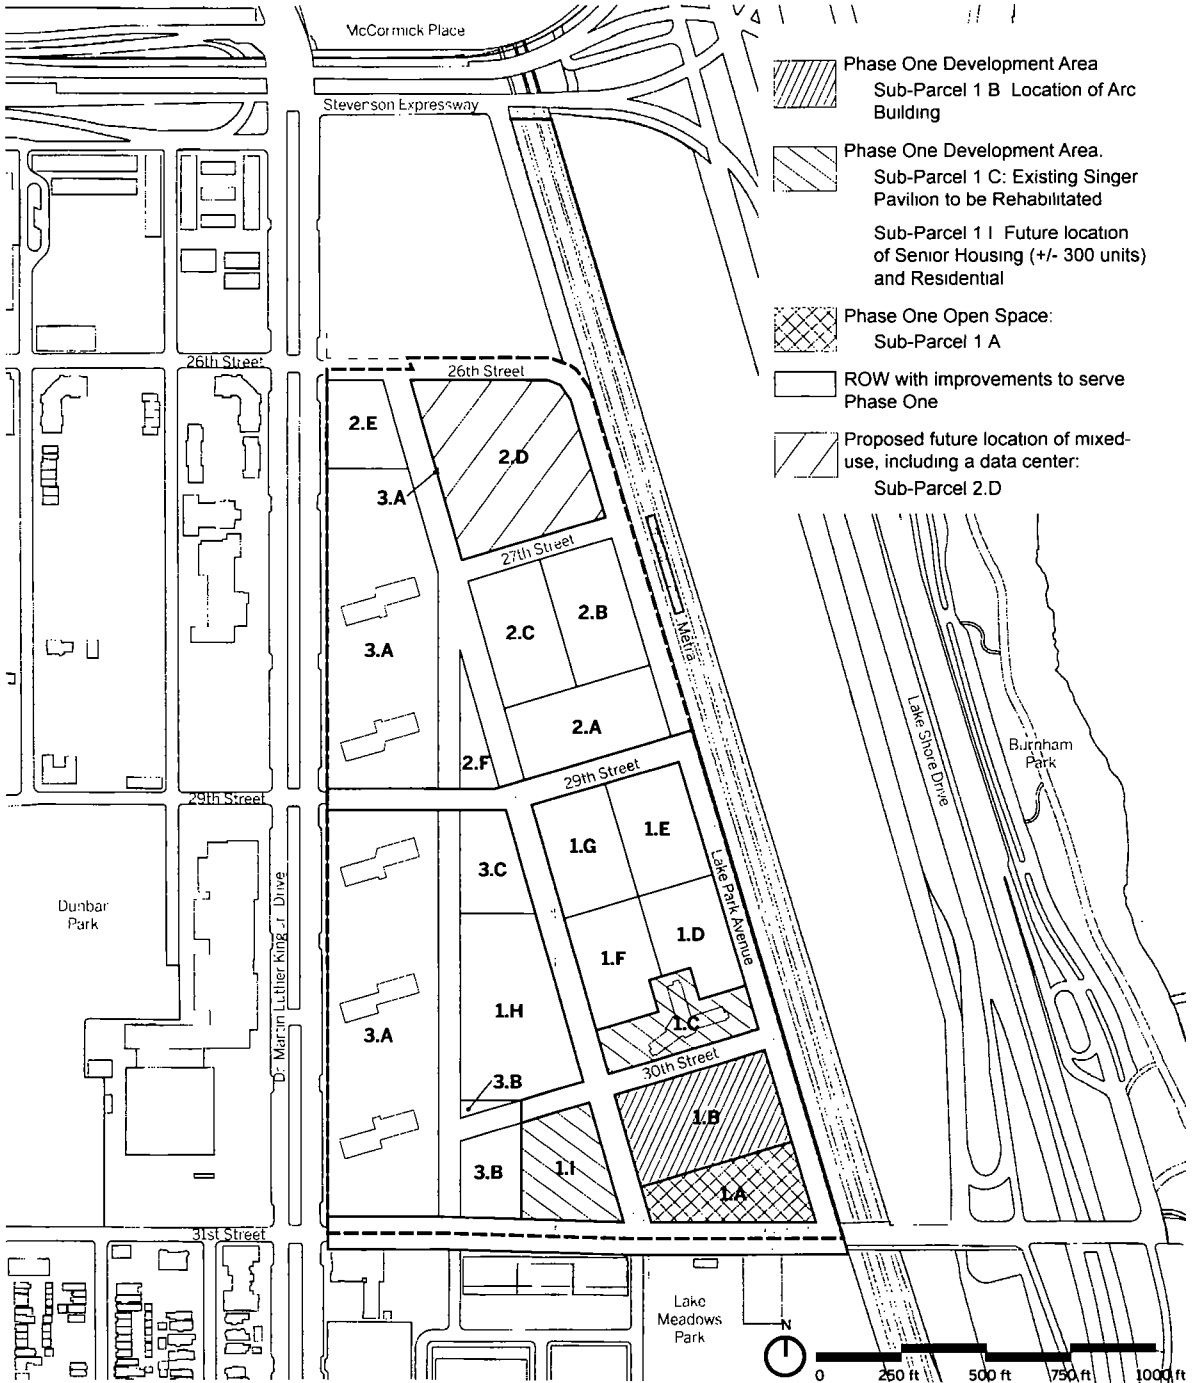 McCormick Place
Stevenson Expressway
Phase One Development Area
Sub-Parcel 1 B Location of Arc
Building
Phase One Development Area.
Sub-Parcel 1 C: Existing Singer
Pavilion to be Rehabilitated
Sub-Parcel 1 I Future location
of Senior Housing (+/- 300 units)
and Residential
Phase One Open Space:
Sub-Parcel 1 A
ROW with improvements to serve
Phase One
Proposed future location of mixed-
use, including a data center:
Sub-Parcel 2.D
26th Street
26th Street
2.E
2.D
3.A
27th Street
2.C
2.B
Metra
3.A
2.A
2.F
29th Street
29th Street
Lake Shore Drive
Burnham
Park
1.G
1.E
3.C
Lake Park Avenue
Dunbar
Park
Dr Martin Luther King Jr Drive
1.F
1.D
1.H
1.C
3.A
30th Street
3.B
1.B
3.B
1.I
1.A
31st Street
Lake
Meadows
Park
N
0 250 ft 500 ft 750 ft 1000 ft